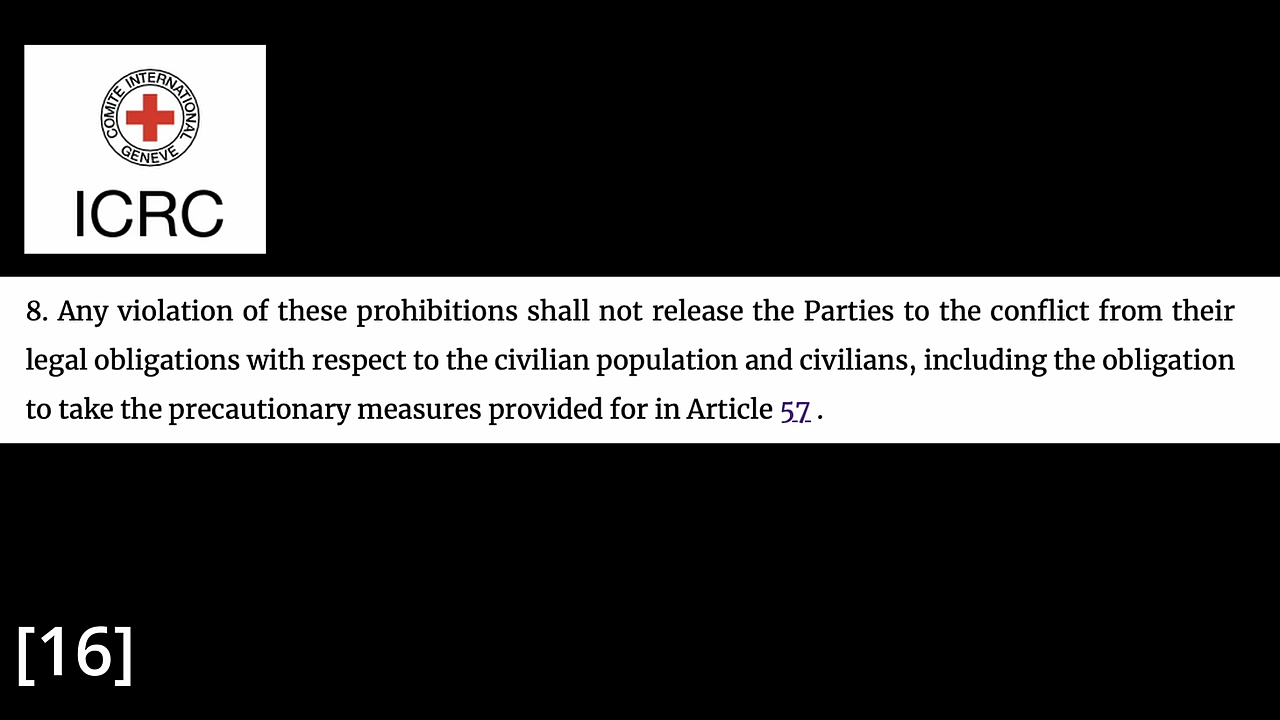 COMITE INTERNATIONAL
GENEVE
ICRC
8. Any violation of these prohibitions shall not release the Parties to the conflict from their
legal obligations with respect to the civilian population and civilians, including the obligation
to take the precautionary measures provided for in Article 57 .
[16]